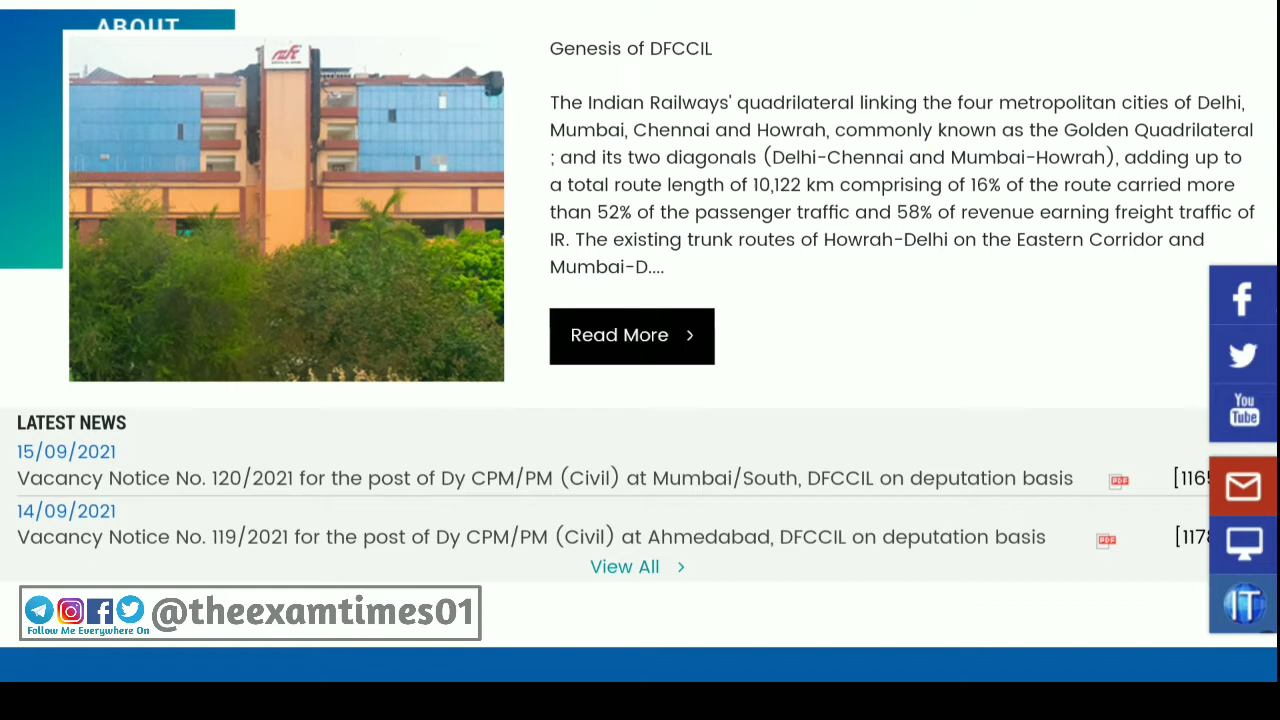 ABOUT
Genesis of DFCCIL
The Indian Railways' quadrilateral linking the four metropolitan cities of Delhi,
Mumbai, Chennai and Howrah, commonly known as the Golden Quadrilateral
; and its two diagonals (Delhi-Chennai and Mumbai-Howrah), adding up to
a total route length of 10,122 km comprising of 16% of the route carried more
than 52% of the passenger traffic and 58% of revenue earning freight traffic of
IR. The existing trunk routes of Howrah-Delhi on the Eastern Corridor and
Mumbai-D....
Read More
You
Tube
LATEST NEWS
15/09/2021
Vacancy Notice No. 120/2021 for the post of Dy CPM/PM (Civil) at Mumbai/South, DFCCIL on deputation basis PDF
14/09/2021
Vacancy Notice No. 119/2021 for the post of Dy CPM/PM (Civil) at Ahmedabad, DFCCIL on deputation basis PDF [117
View All
IT
@theexamtimes01
Follow Me Everywhere On